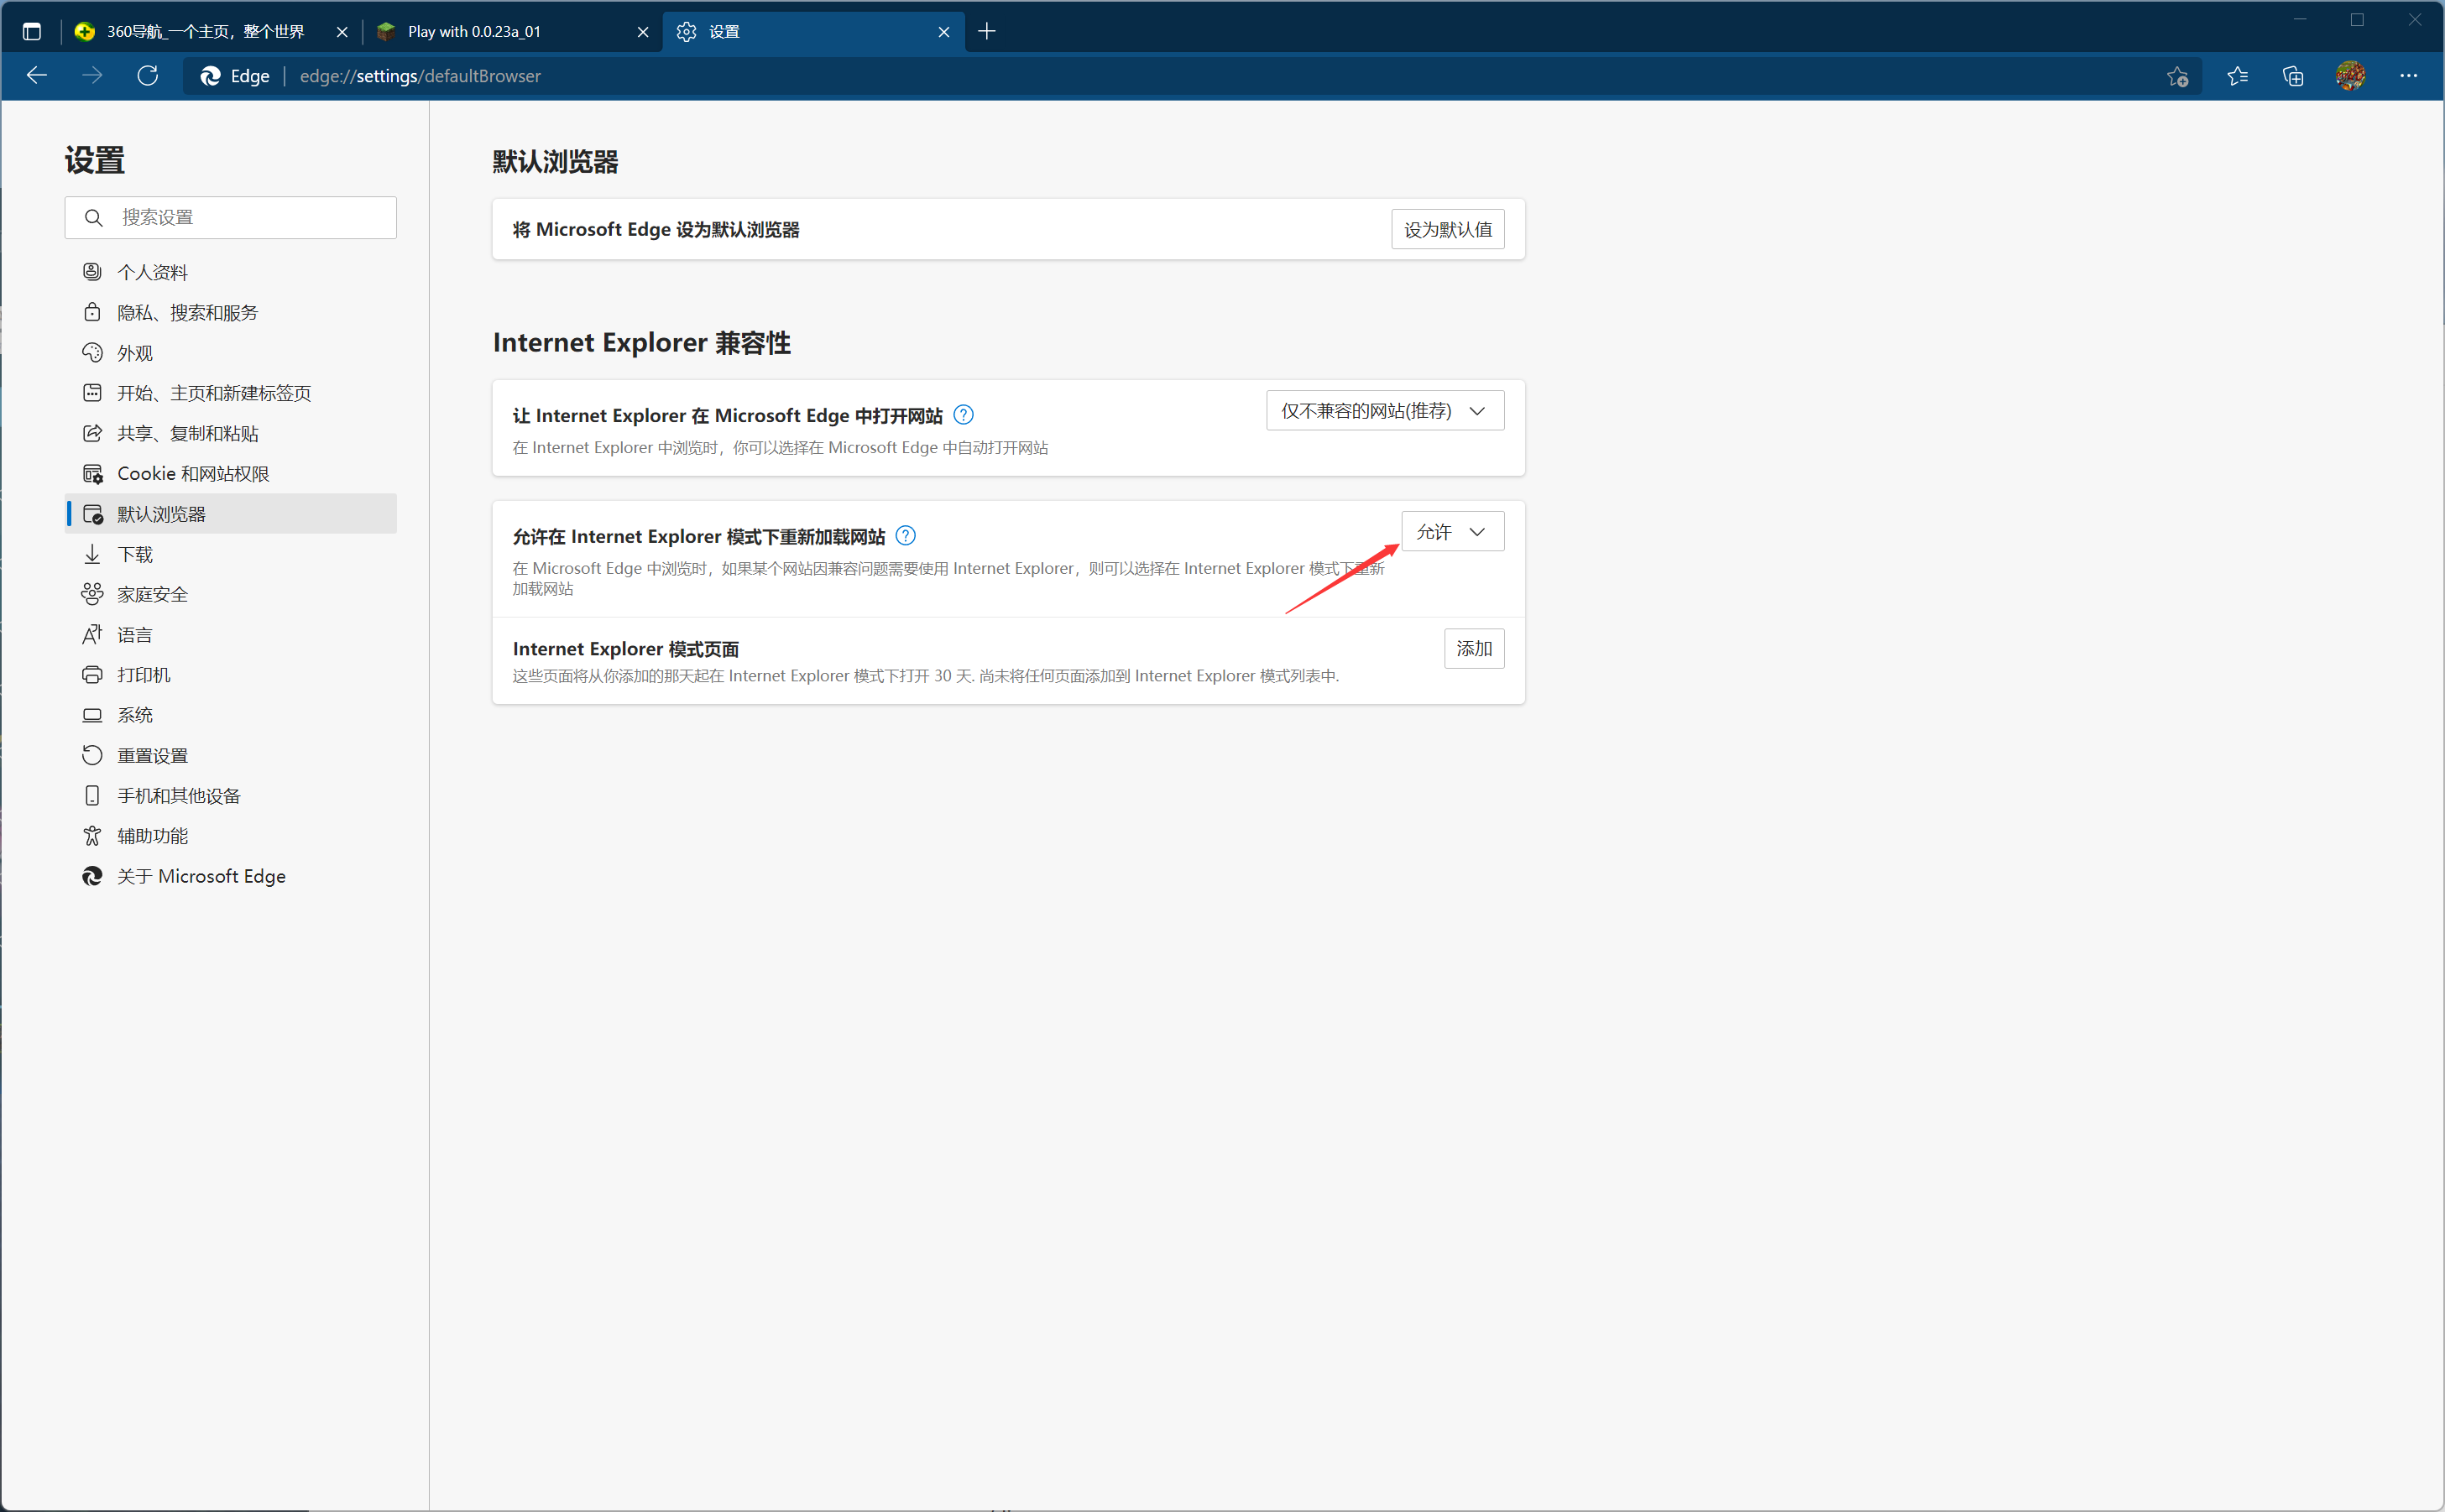 360导航_一个主页，整个世界
Play with 0.0.23a_01
设置
Edge
edge://settings/defaultBrowser
设置
搜索设置
个人资料
隐私、搜索和服务
外观
开始、主页和新建标签页
共享、复制和粘贴
Cookie 和网站权限
默认浏览器
下载
家庭安全
语言
打印机
系统
重置设置
手机和其他设备
辅助功能
关于 Microsoft Edge
默认浏览器
将 Microsoft Edge 设为默认浏览器
设为默认值
Internet Explorer 兼容性
让 Internet Explorer 在 Microsoft Edge 中打开网站
仅不兼容的网站(推荐)
在 Internet Explorer 中浏览时，你可以选择在 Microsoft Edge 中自动打开网站
允许在 Internet Explorer 模式下重新加载网站
允许
在 Microsoft Edge 中浏览时，如果某个网站因兼容问题需要使用 Internet Explorer，则可以选择在 Internet Explorer 模式下重新
加载网站
Internet Explorer 模式页面
添加
这些页面将从你添加的那天起在 Internet Explorer 模式下打开 30 天. 尚未将任何页面添加到 Internet Explorer 模式列表中.